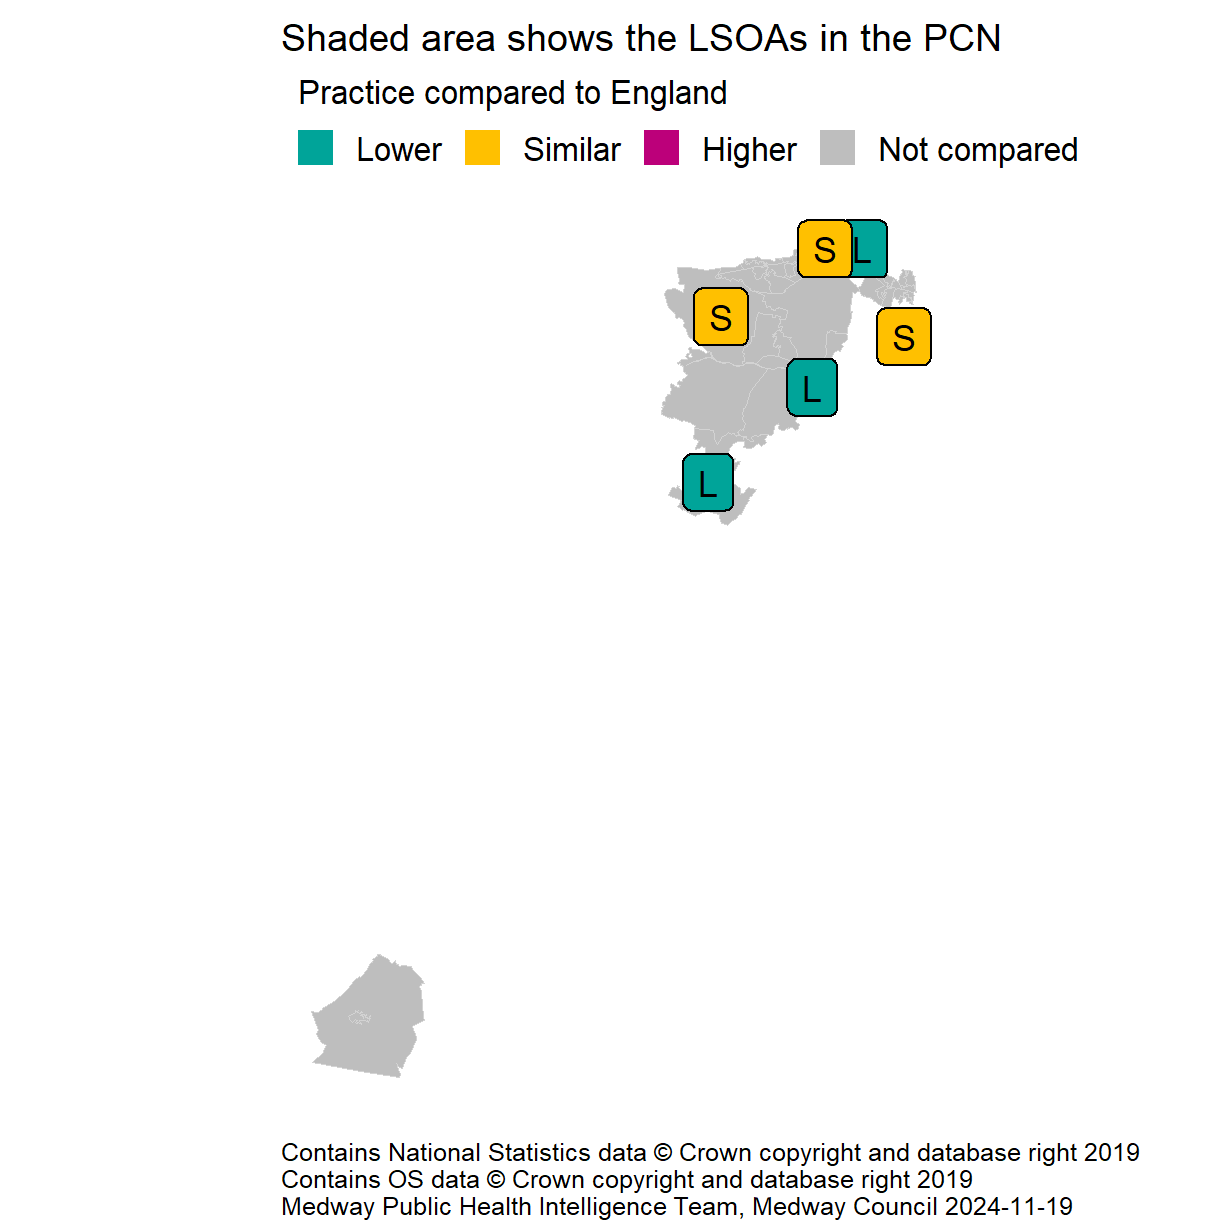 Shaded area shows the LSOAs in the PCN
Practice compared to England
Lower Similar Higher Not compared
S L
S
S
L
L
Contains National Statistics data © Crown copyright and database right 2019
Contains OS data © Crown copyright and database right 2019
Medway Public Health Intelligence Team, Medway Council 2024-11-19